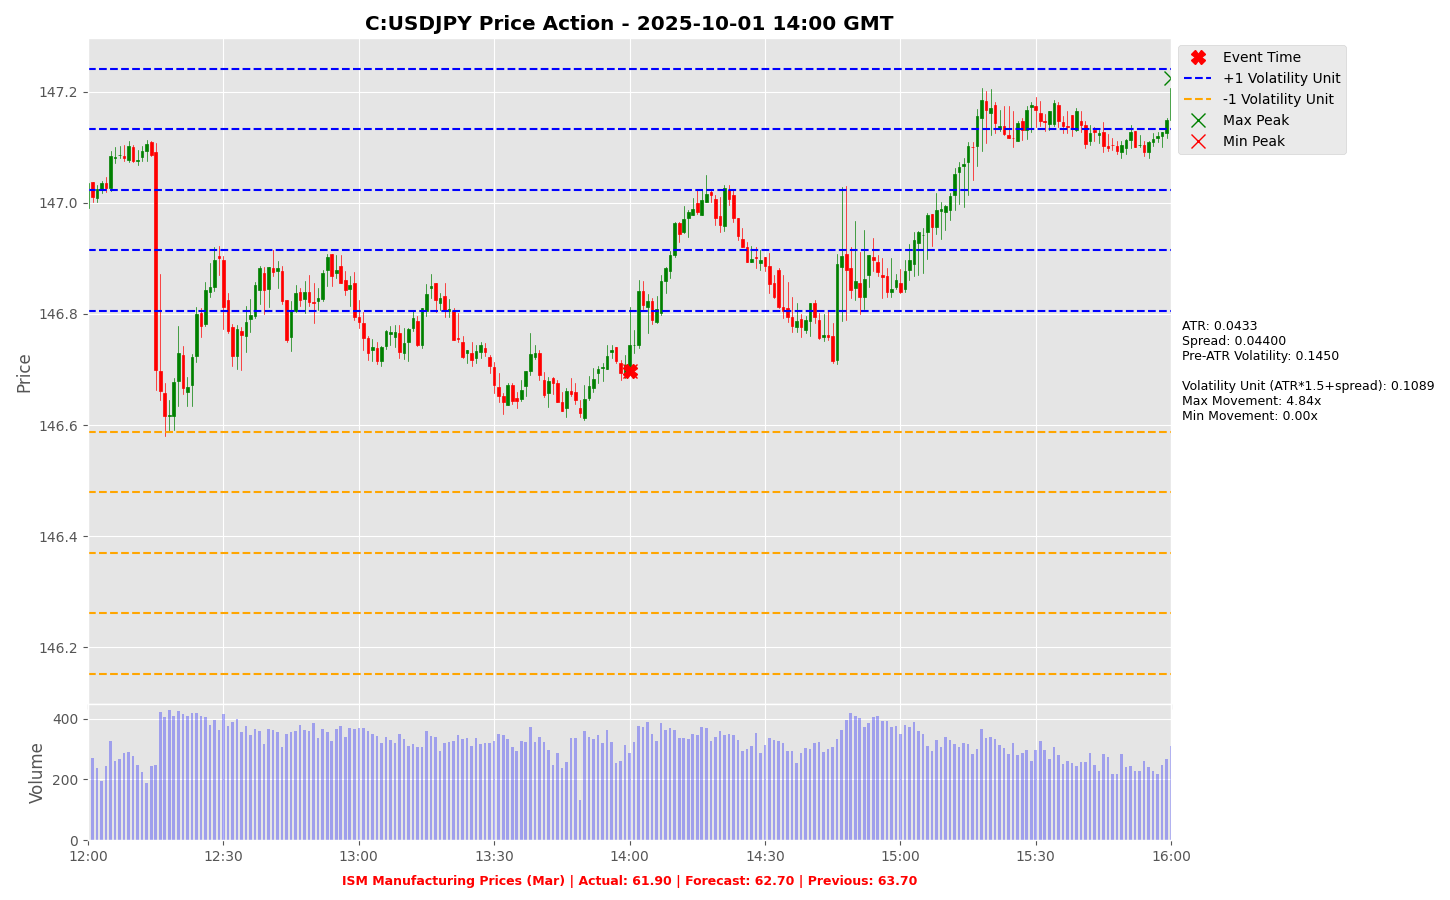 C:USDJPY Price Action - 2025-10-01 14:00 GMT
Event Time
+1 Volatility Unit
-1 Volatility Unit
Max Peak
Min Peak
Price
147.2
147.0
146.8
146.6
146.4
146.2
ATR: 0.0433
Spread: 0.04400
Pre-ATR Volatility: 0.1450
Volatility Unit (ATR*1.5+spread): 0.1089
Max Movement: 4.84x
Min Movement: 0.00x
Volume
400
200
0
12:00 12:30 13:00 13:30 14:00 14:30 15:00 15:30 16:00
ISM Manufacturing Prices (Mar) | Actual: 61.90 | Forecast: 62.70 | Previous: 63.70